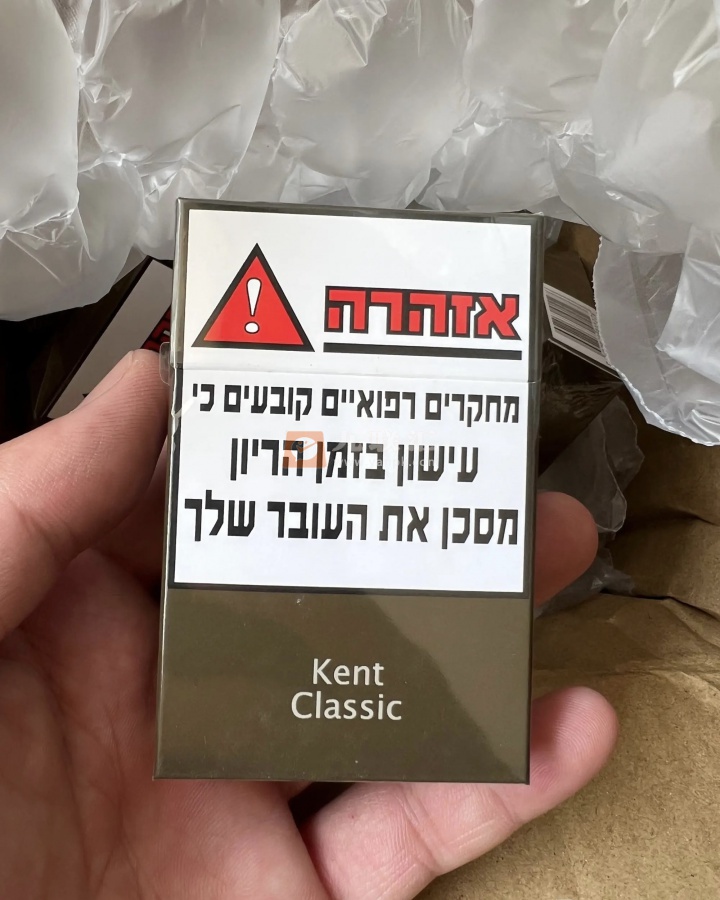 אזהרה
מחקרים רפואיים קובעים כי
עישון בזמן הריון
מסכן את העובר שלך
Kent
Classic